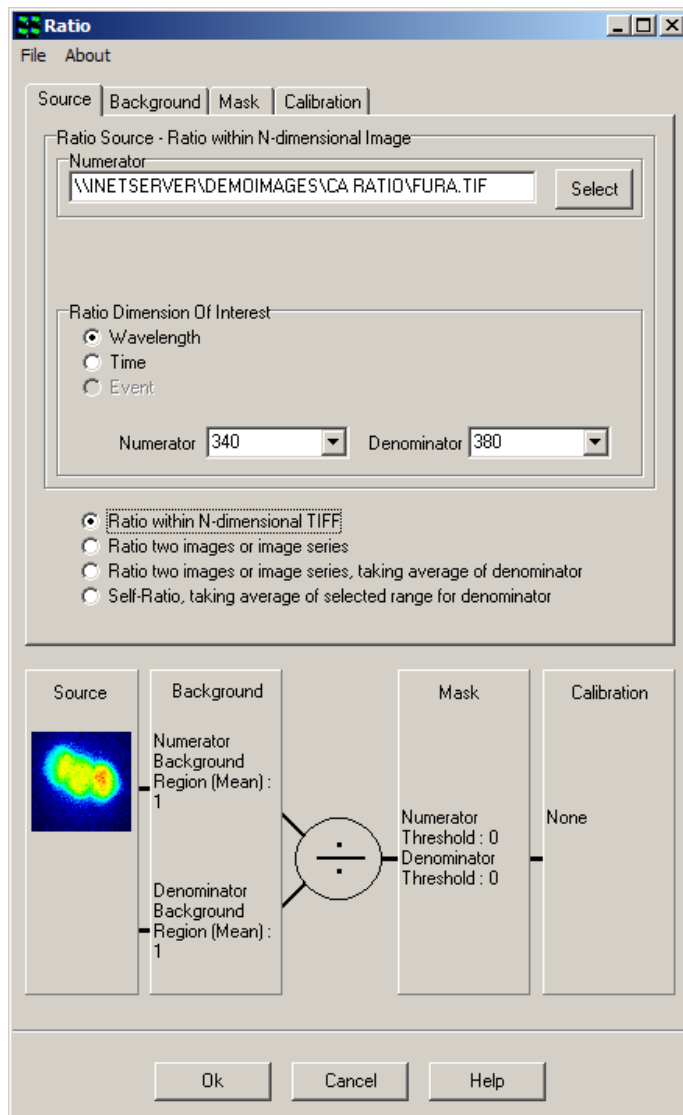 Ratio
File About
Source Background Mask Calibration
Ratio Source - Ratio within N-dimensional Image
Numerator
\\INETSERVER\DEMOIMAGES\CA RATIO\FURA.TIF
Select
Ratio Dimension Of Interest
Wavelength
Time
Event
Numerator 340 Denominator 380
Ratio within N-dimensional TIFF
Ratio two images or image series
Ratio two images or image series, taking average of denominator
Self-Ratio, taking average of selected range for denominator
Source
Background
Numerator
Background
Region (Mean) :
1
Denominator
Background
Region (Mean) :
1
Mask
Numerator
Threshold : 0
Denominator
Threshold : 0
Calibration
None
Ok Cancel Help